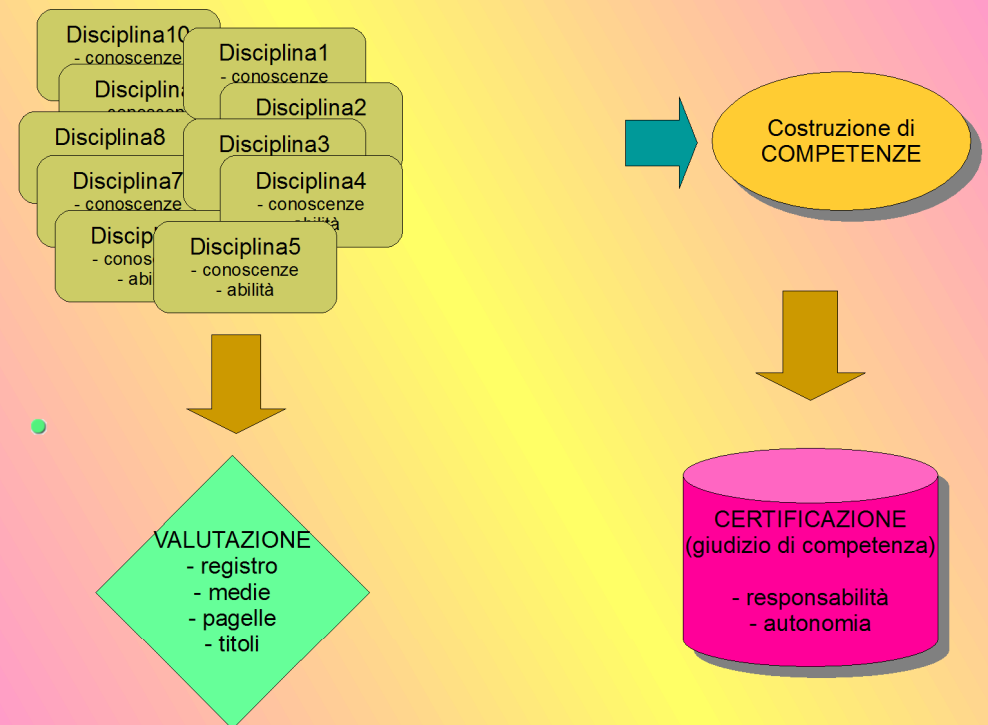 Disciplina10
- conoscenze
Disciplina1
- conoscenze
Disciplina2
Disciplina8
Disciplina3
Disciplina7
- conoscenze
Disciplina4
- conoscenze
Disciplina5
- conoscenze
- abilità
Costruzione di
COMPETENZE
VALUTAZIONE
- registro
- medie
- pagelle
- titoli
CERTIFICAZIONE
(giudizio di competenza)
- responsabilità
- autonomia